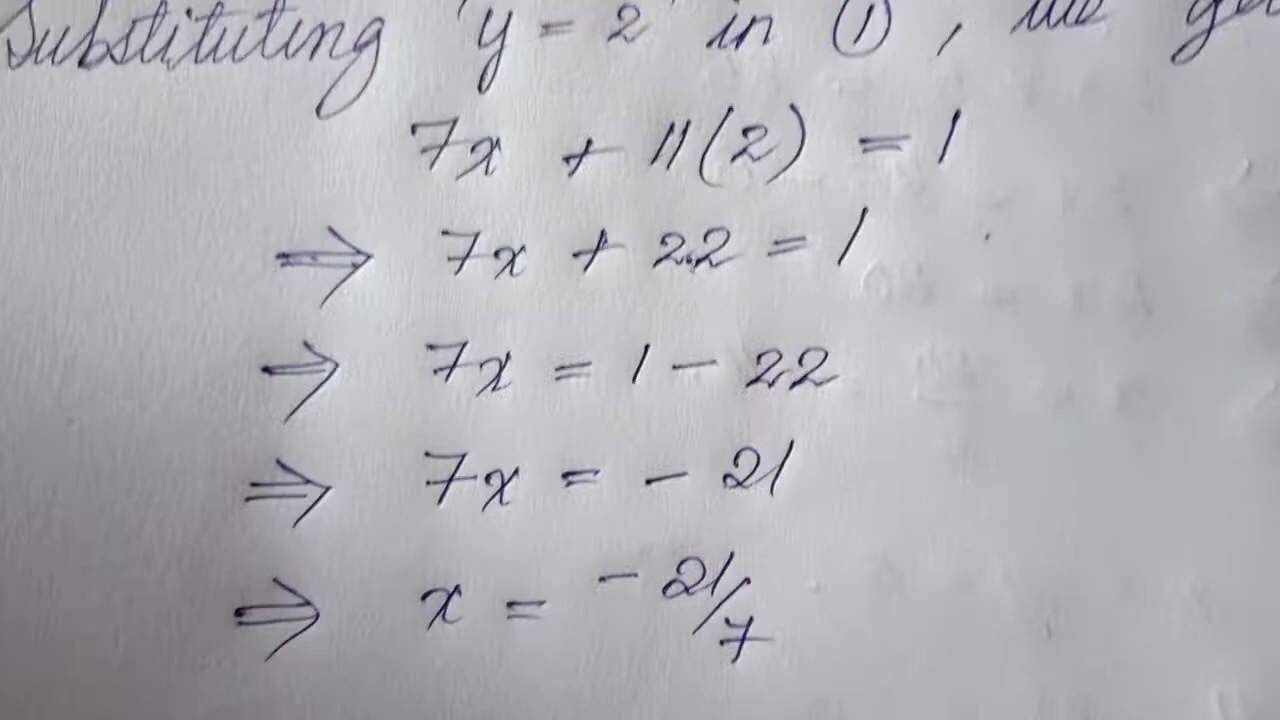 Substituting 'y = 2' in ①, we
7x + 11(2) = 1
⇒ 7x + 22 = 1
⇒ 7x = 1 - 22
⇒ 7x = - 21
⇒ x = - 21/7